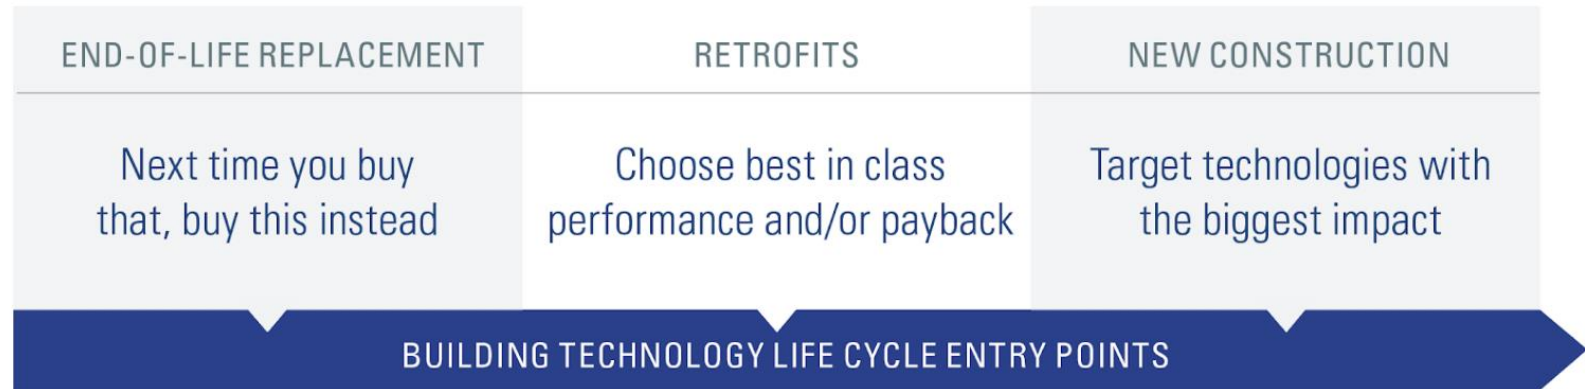 END-OF-LIFE REPLACEMENT
Next time you buy
that, buy this instead
RETROFITS
Choose best in class
performance and/or payback
NEW CONSTRUCTION
Target technologies with
the biggest impact
BUILDING TECHNOLOGY LIFE CYCLE ENTRY POINTS